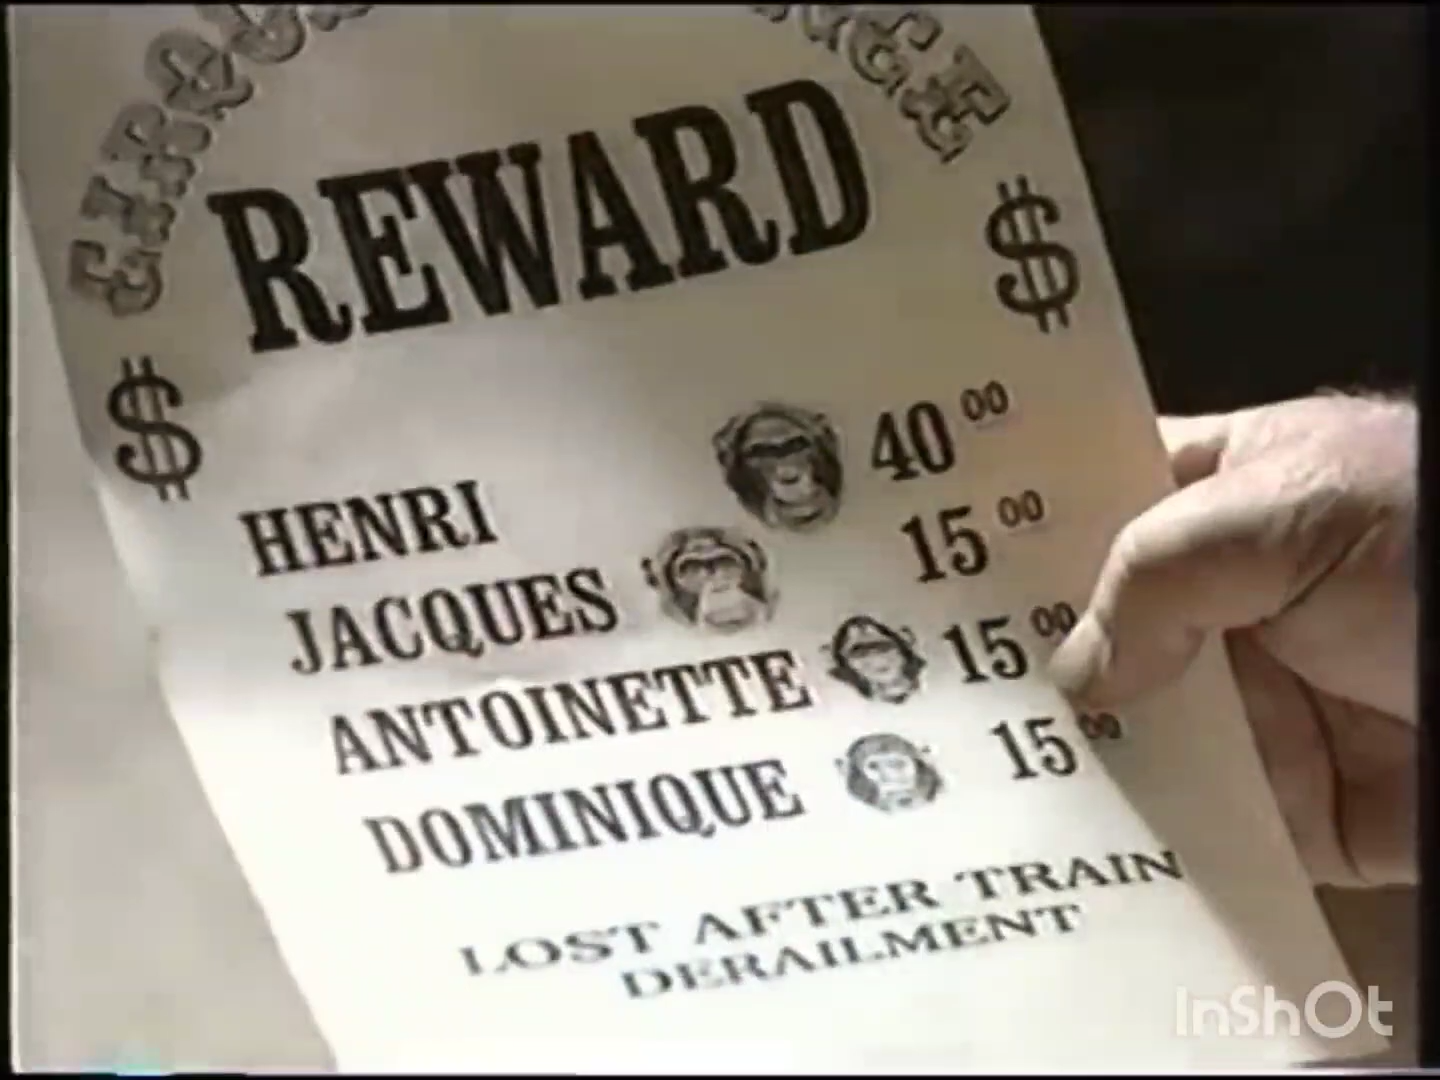 REWARD
$ $
HENRI 40 00
JACQUES 15 00
ANTOINETTE 15 00
DOMINIQUE 15 00
LOST AFTER TRAIN
DERAILMENT
InShOt